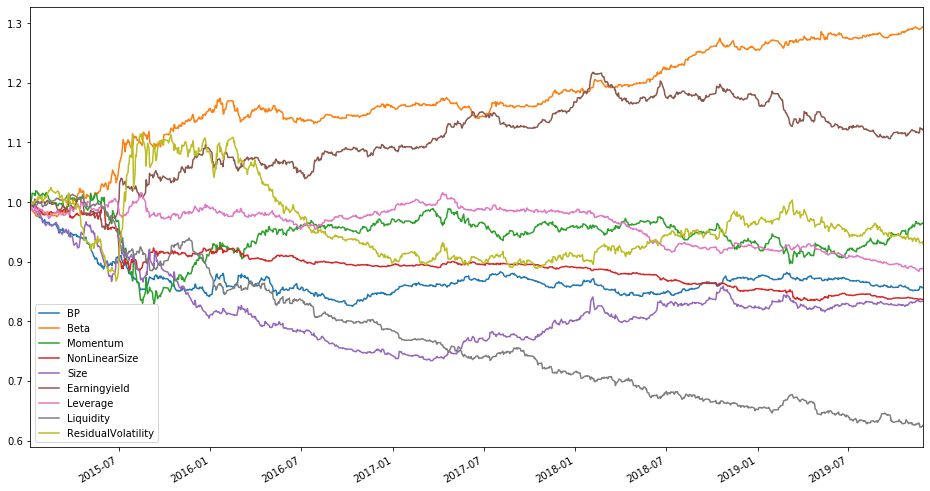 1.3
1.2
1.1
1.0
0.9
0.8
0.7
0.6
BP
Beta
Momentum
NonLinearSize
Size
Earningyield
Leverage
Liquidity
ResidualVolatility
2015-07
2016-01
2016-07
2017-01
2017-07
2018-01
2018-07
2019-01
2019-07